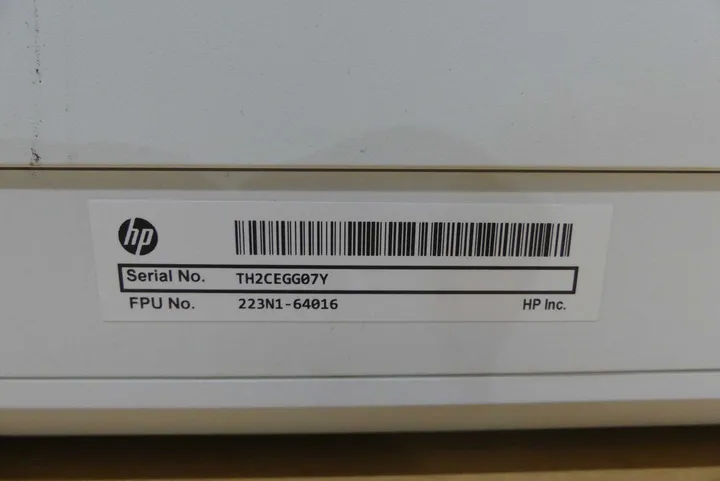 hp
Serial No. TH2CEGG07Y
FPU No. 223N1-64016 HP Inc.